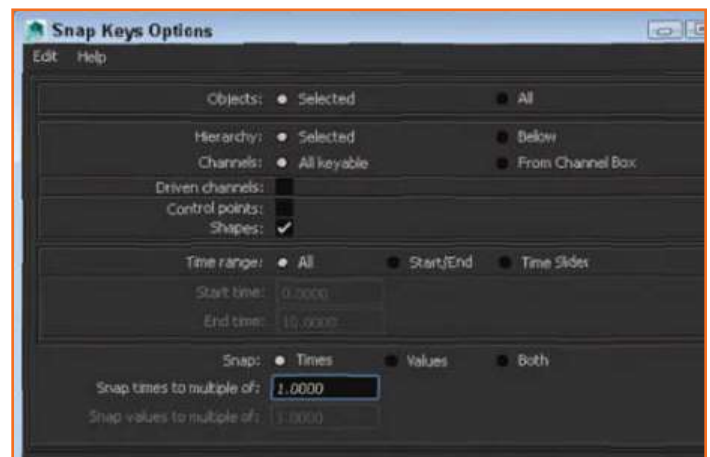 Snap Keys Options
Edit Help
Objects: Selected All
Hierarchy: Selected Below
Channels: All keyable From Channel Box
Driven channels:
Control points:
Shapes:
Time range: All Start/End Time Slider
Start time: 0.0000
End time: 10.0000
Snap: Times Values Both
Snap times to multiple of: 1.0000
Snap values to multiple of: 1.0000